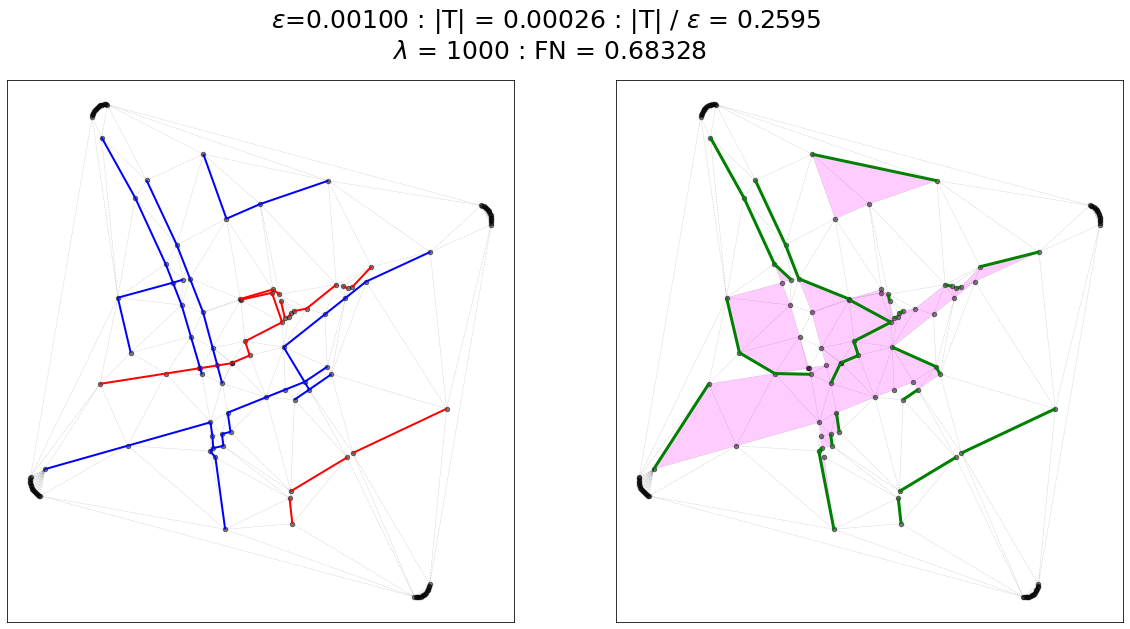 ε=0.00100 : |T| = 0.00026 : |T| / ε = 0.2595
λ = 1000 : FN = 0.68328